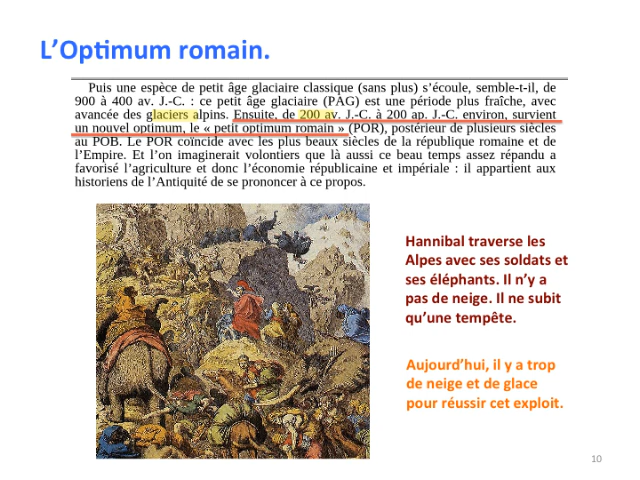 L’Optimum romain.
Puis une espèce de petit âge glaciaire classique (sans plus) s’écoule, semble-t-il, de
900 à 400 av. J.-C. : ce petit âge glaciaire (PAG) est une période plus fraîche, avec
avancée des glaciers alpins. Ensuite, de 200 av. J.-C. à 200 ap. J.-C. environ, survient
un nouvel optimum, le « petit optimum romain » (POR), postérieur de plusieurs siècles
au POB. Le POR coïncide avec les plus beaux siècles de la république romaine et de
l’Empire. Et l’on imaginerait volontiers que là aussi ce beau temps assez répandu a
favorisé l’agriculture et donc l’économie républicaine et impériale : il appartient aux
historiens de l’Antiquité de se prononcer à ce propos.
Hannibal traverse les
Alpes avec ses soldats et
ses éléphants. Il n’y a
pas de neige. Il ne subit
qu’une tempête.
Aujourd’hui, il y a trop
de neige et de glace
pour réussir cet exploit.
10